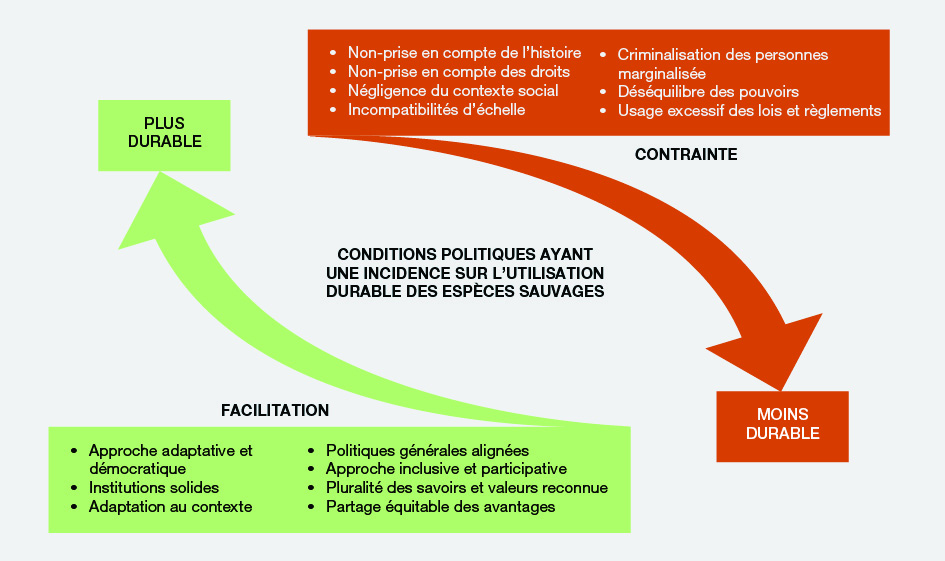 • Non-prise en compte de l'histoire
• Non-prise en compte des droits
• Négligence du contexte social
• Incompatibilités d'échelle
• Criminalisation des personnes
marginalisée
• Déséquilibre des pouvoirs
• Usage excessif des lois et règlements
PLUS
DURABLE
CONTRAINTE
CONDITIONS POLITIQUES AYANT
UNE INCIDENCE SUR L'UTILISATION
DURABLE DES ESPÈCES SAUVAGES
FACILITATION
MOINS
DURABLE
• Approche adaptative et
démocratique
• Institutions solides
• Adaptation au contexte
• Politiques générales alignées
• Approche inclusive et participative
• Pluralité des savoirs et valeurs reconnue
• Partage équitable des avantages